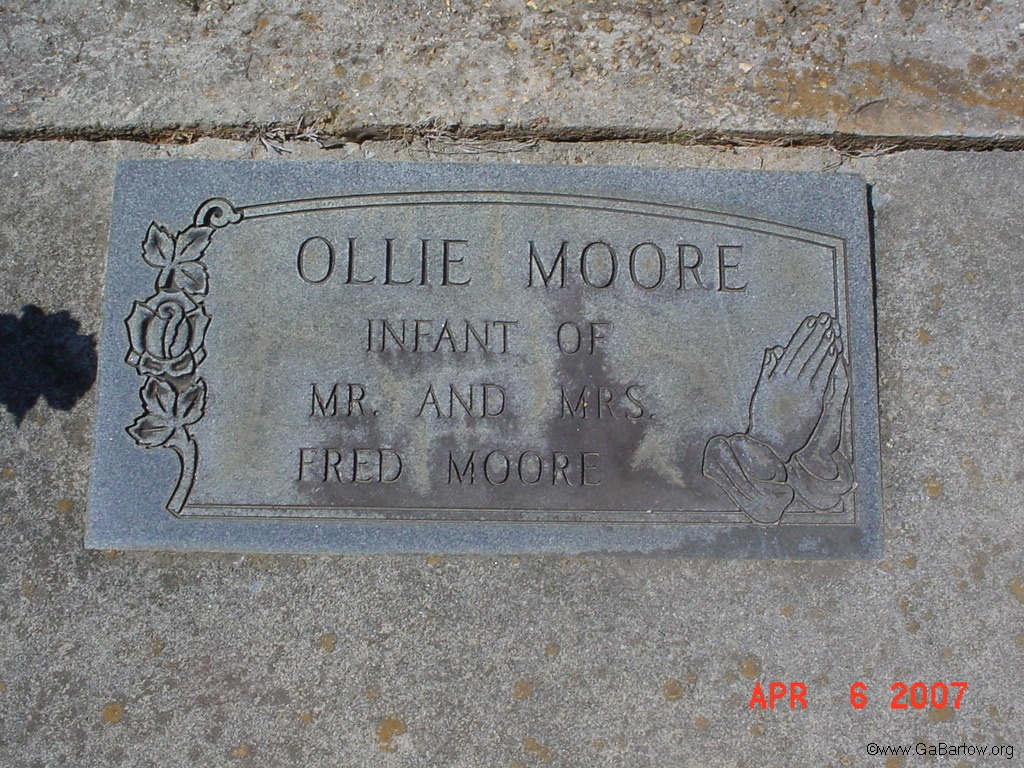 OLLIE MOORE
INFANT OF
MR. AND MRS.
FRED MOORE
APR 6 2007
©www.GaBartow.org